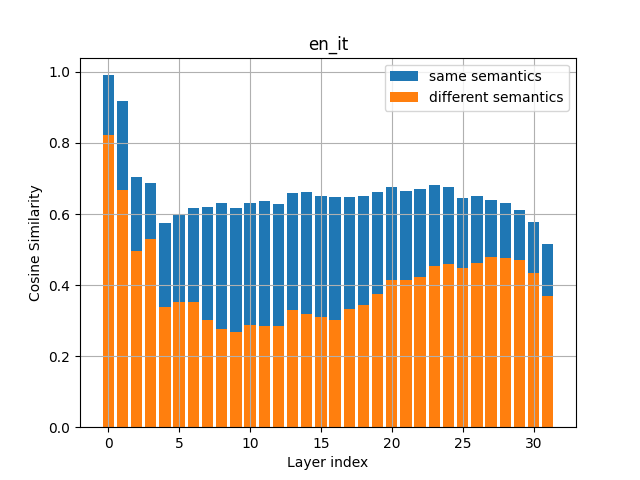 en_it
same semantics
different semantics
Cosine Similarity
1.0
0.8
0.6
0.4
0.2
0.0
0 5 10 15 20 25 30
Layer index